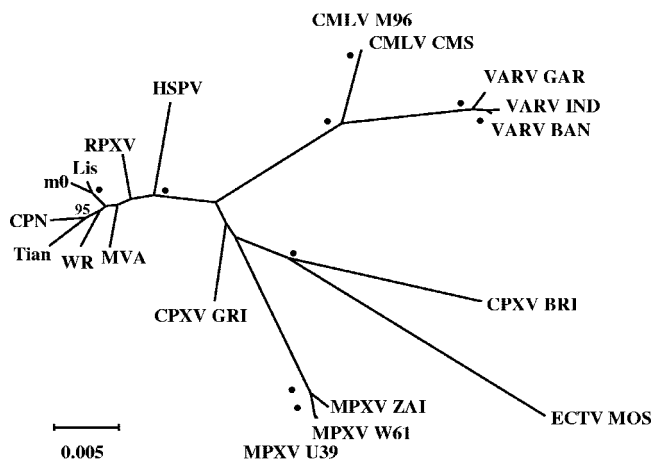 CMLV M96
CMLV CMS
VARV GAR
HSPV
VARV IND
VARV BAN
RPXV
Lis
m0
95
CPN
Tian
WR
MVA
CPXV GRI
CPXV BRI
MPXV ZAI
ECTV MOS
MPXV W61
0.005
MPXV U39